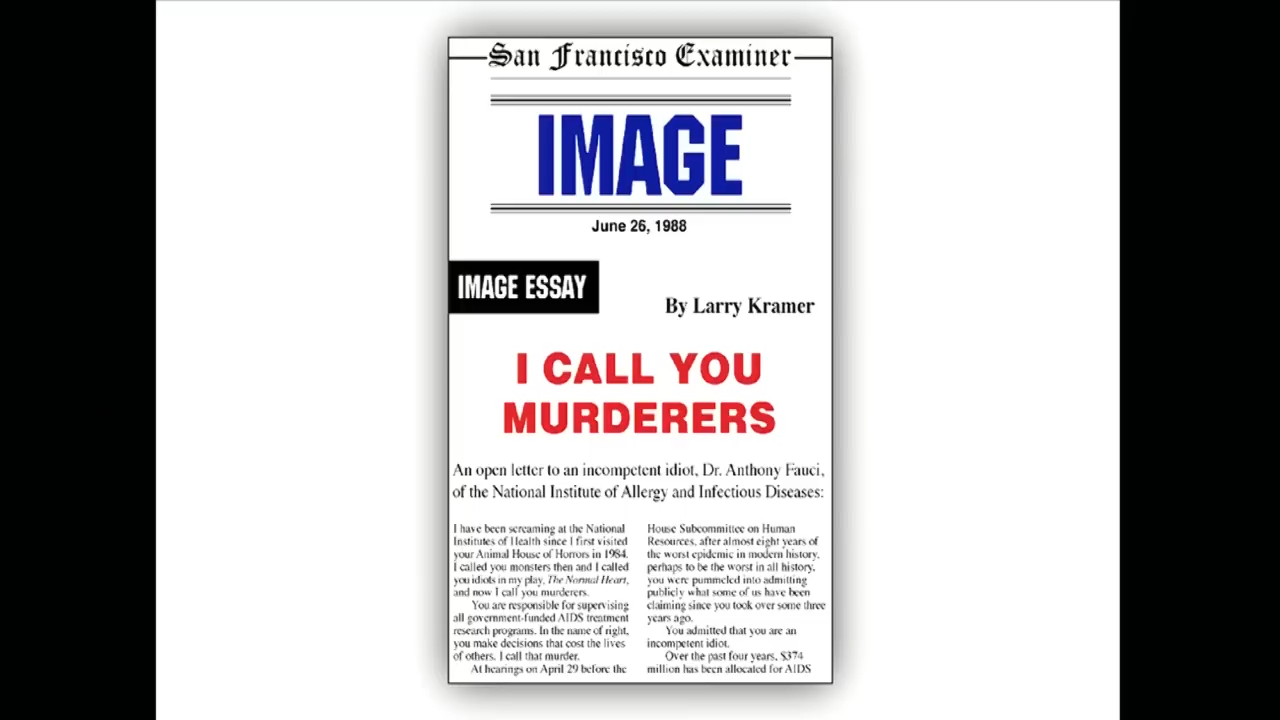 San Francisco Examiner
IMAGE
June 26, 1988
IMAGE ESSAY
By Larry Kramer
I CALL YOU
MURDERERS
An open letter to an incompetent idiot, Dr. Anthony Fauci,
of the National Institute of Allergy and Infectious Diseases:
I have been screaming at the National
Institutes of Health since I first visited
your Animal House of Horrors in 1984.
I called you monsters then and I called
you idiots in my play, The Normal Heart,
and now I call you murderers.
You are responsible for supervising
all government-funded AIDS treatment
research programs. In the name of right,
you make decisions that cost the lives
of others. I call that murder.
At hearings on April 29 before the
House Subcommittee on Human
Resources, after almost eight years of
the worst epidemic in modern history,
perhaps to be the worst in all history,
you were pummeled into admitting
publicly what some of us have been
claiming since you took over some three
years ago.
You admitted that you are an
incompetent idiot.
Over the past four years, $374
million has been allocated for AIDS